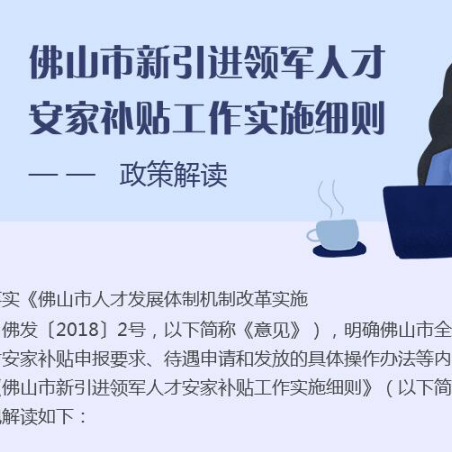 佛山市新引进领军人才
安家补贴工作实施细则
—— 政策解读
实《佛山市人才发展体制机制改革实施
佛发〔2018〕2号，以下简称《意见》），明确佛山市全
安家补贴申报要求、待遇申请和发放的具体操作办法等内
佛山市新引进领军人才安家补贴工作实施细则》（以下简
解读如下：